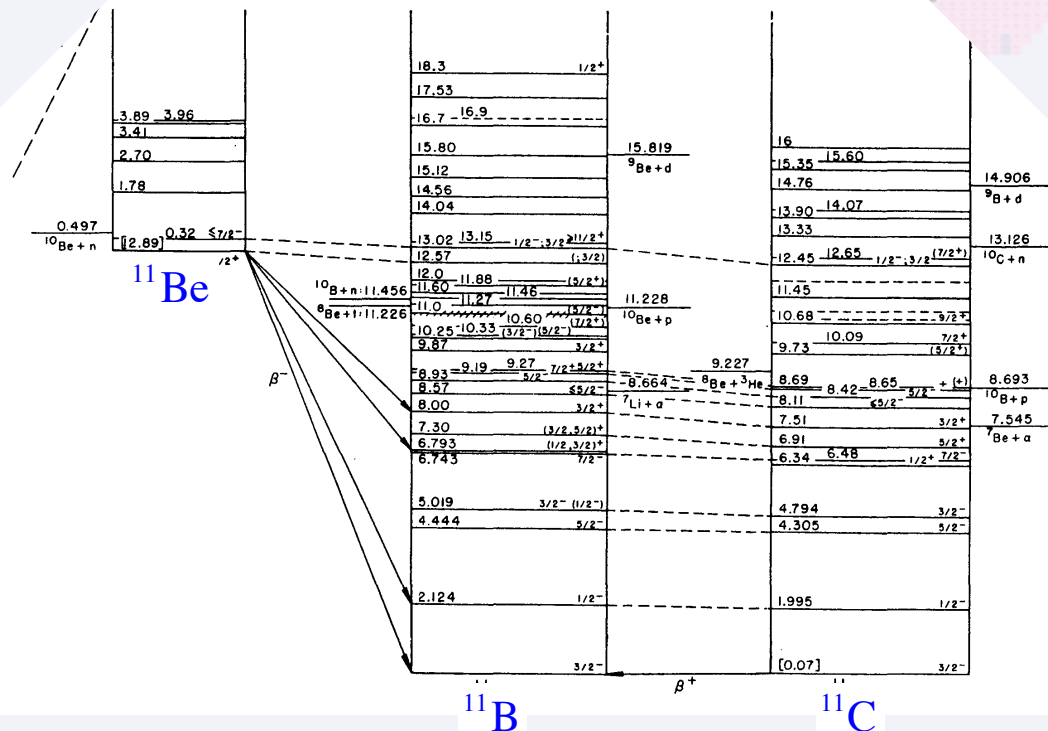 3.89 3.96
3.41
2.70
1.78
0.497
¹⁰Be+n
0.32 ≤7/2⁻
[12.89]
/2⁺
¹¹Be
β⁻
18.3 1/2⁺
17.53
16.7 16.9
15.80
15.12
14.56
14.04
13.02 13.15 1/2⁻;3/2 ≥11/2⁺
12.57 (;3/2)
12.0 11.88 (5/2⁺)
11.60 11.46
11.27
11.0 (5/2⁻)
10.60 (7/2⁺)
10.25 10.33 (3/2⁻) (5/2⁻)
9.87 3/2⁺
9.19 9.27 7/2⁺ 5/2⁺
8.93 5/2⁻
8.57 ≤5/2⁻
8.00 3/2⁺
7.30 (3/2,5/2)⁺
6.793 (1/2,3/2)⁺
6.743 7/2⁻
5.019 3/2⁻ (1/2⁻)
4.444 5/2⁻
2.124 1/2⁻
3/2⁻
¹⁰B+n:11.456
⁸Be+t:11.226
15.819
⁹Be+d
11.228
¹⁰Be+p
8.664
⁷Li+α
¹¹B
β⁺
16
15.35 15.60
14.76
13.90 14.07
13.33
12.45 12.65 1/2⁻;3/2 (7/2⁺)
11.45
10.68 9/2⁺
10.09 7/2⁺
9.73 (5/2⁺)
8.69 8.65 + (+)
8.42 5/2⁻
8.11 ≤5/2⁻
7.51 3/2⁺
6.91 5/2⁺
6.34 6.48 1/2⁺ 7/2⁻
4.794 3/2⁻
4.305 5/2⁻
1.995 1/2⁻
[0.07] 3/2⁻
9.227
⁸Be+³He
14.906
⁹B+d
13.126
¹⁰C+n
8.693
¹⁰B+p
7.545
⁷Be+α
¹¹C